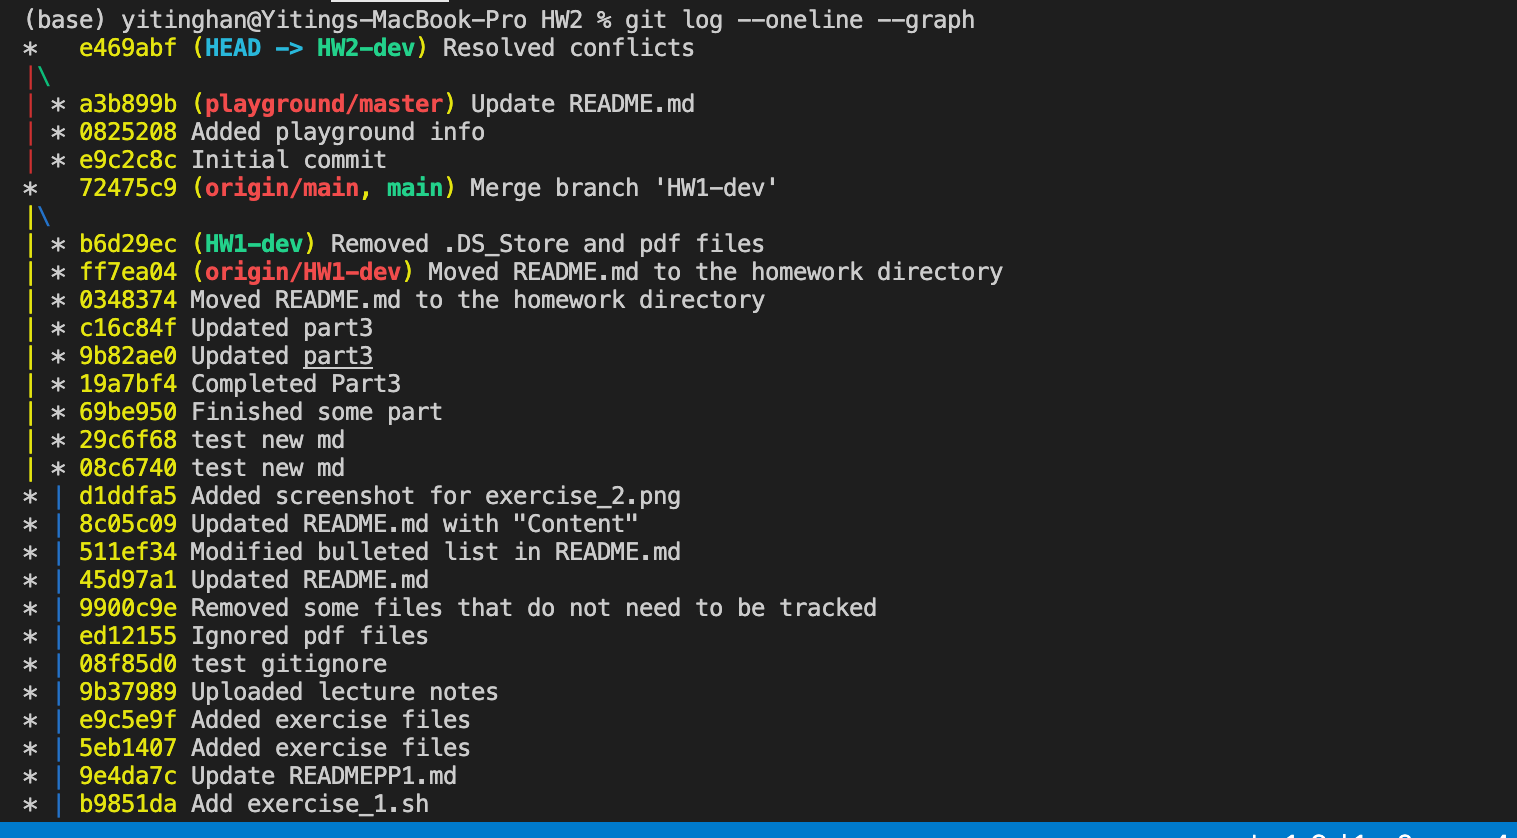 (base) yitinghan@Yitings-MacBook-Pro HW2 % git log --oneline --graph
*   e469abf (HEAD -> HW2-dev) Resolved conflicts
|\
| * a3b899b (playground/master) Update README.md
| * 0825208 Added playground info
| * e9c2c8c Initial commit
*   72475c9 (origin/main, main) Merge branch 'HW1-dev'
|\
| * b6d29ec (HW1-dev) Removed .DS_Store and pdf files
| * ff7ea04 (origin/HW1-dev) Moved README.md to the homework directory
| * 0348374 Moved README.md to the homework directory
| * c16c84f Updated part3
| * 9b82ae0 Updated part3
| * 19a7bf4 Completed Part3
| * 69be950 Finished some part
| * 29c6f68 test new md
| * 08c6740 test new md
* | d1ddfa5 Added screenshot for exercise_2.png
* | 8c05c09 Updated README.md with "Content"
* | 511ef34 Modified bulleted list in README.md
* | 45d97a1 Updated README.md
* | 9900c9e Removed some files that do not need to be tracked
* | ed12155 Ignored pdf files
* | 08f85d0 test gitignore
* | 9b37989 Uploaded lecture notes
* | e9c5e9f Added exercise files
* | 5eb1407 Added exercise files
* | 9e4da7c Update READMEPP1.md
* | b9851da Add exercise_1.sh